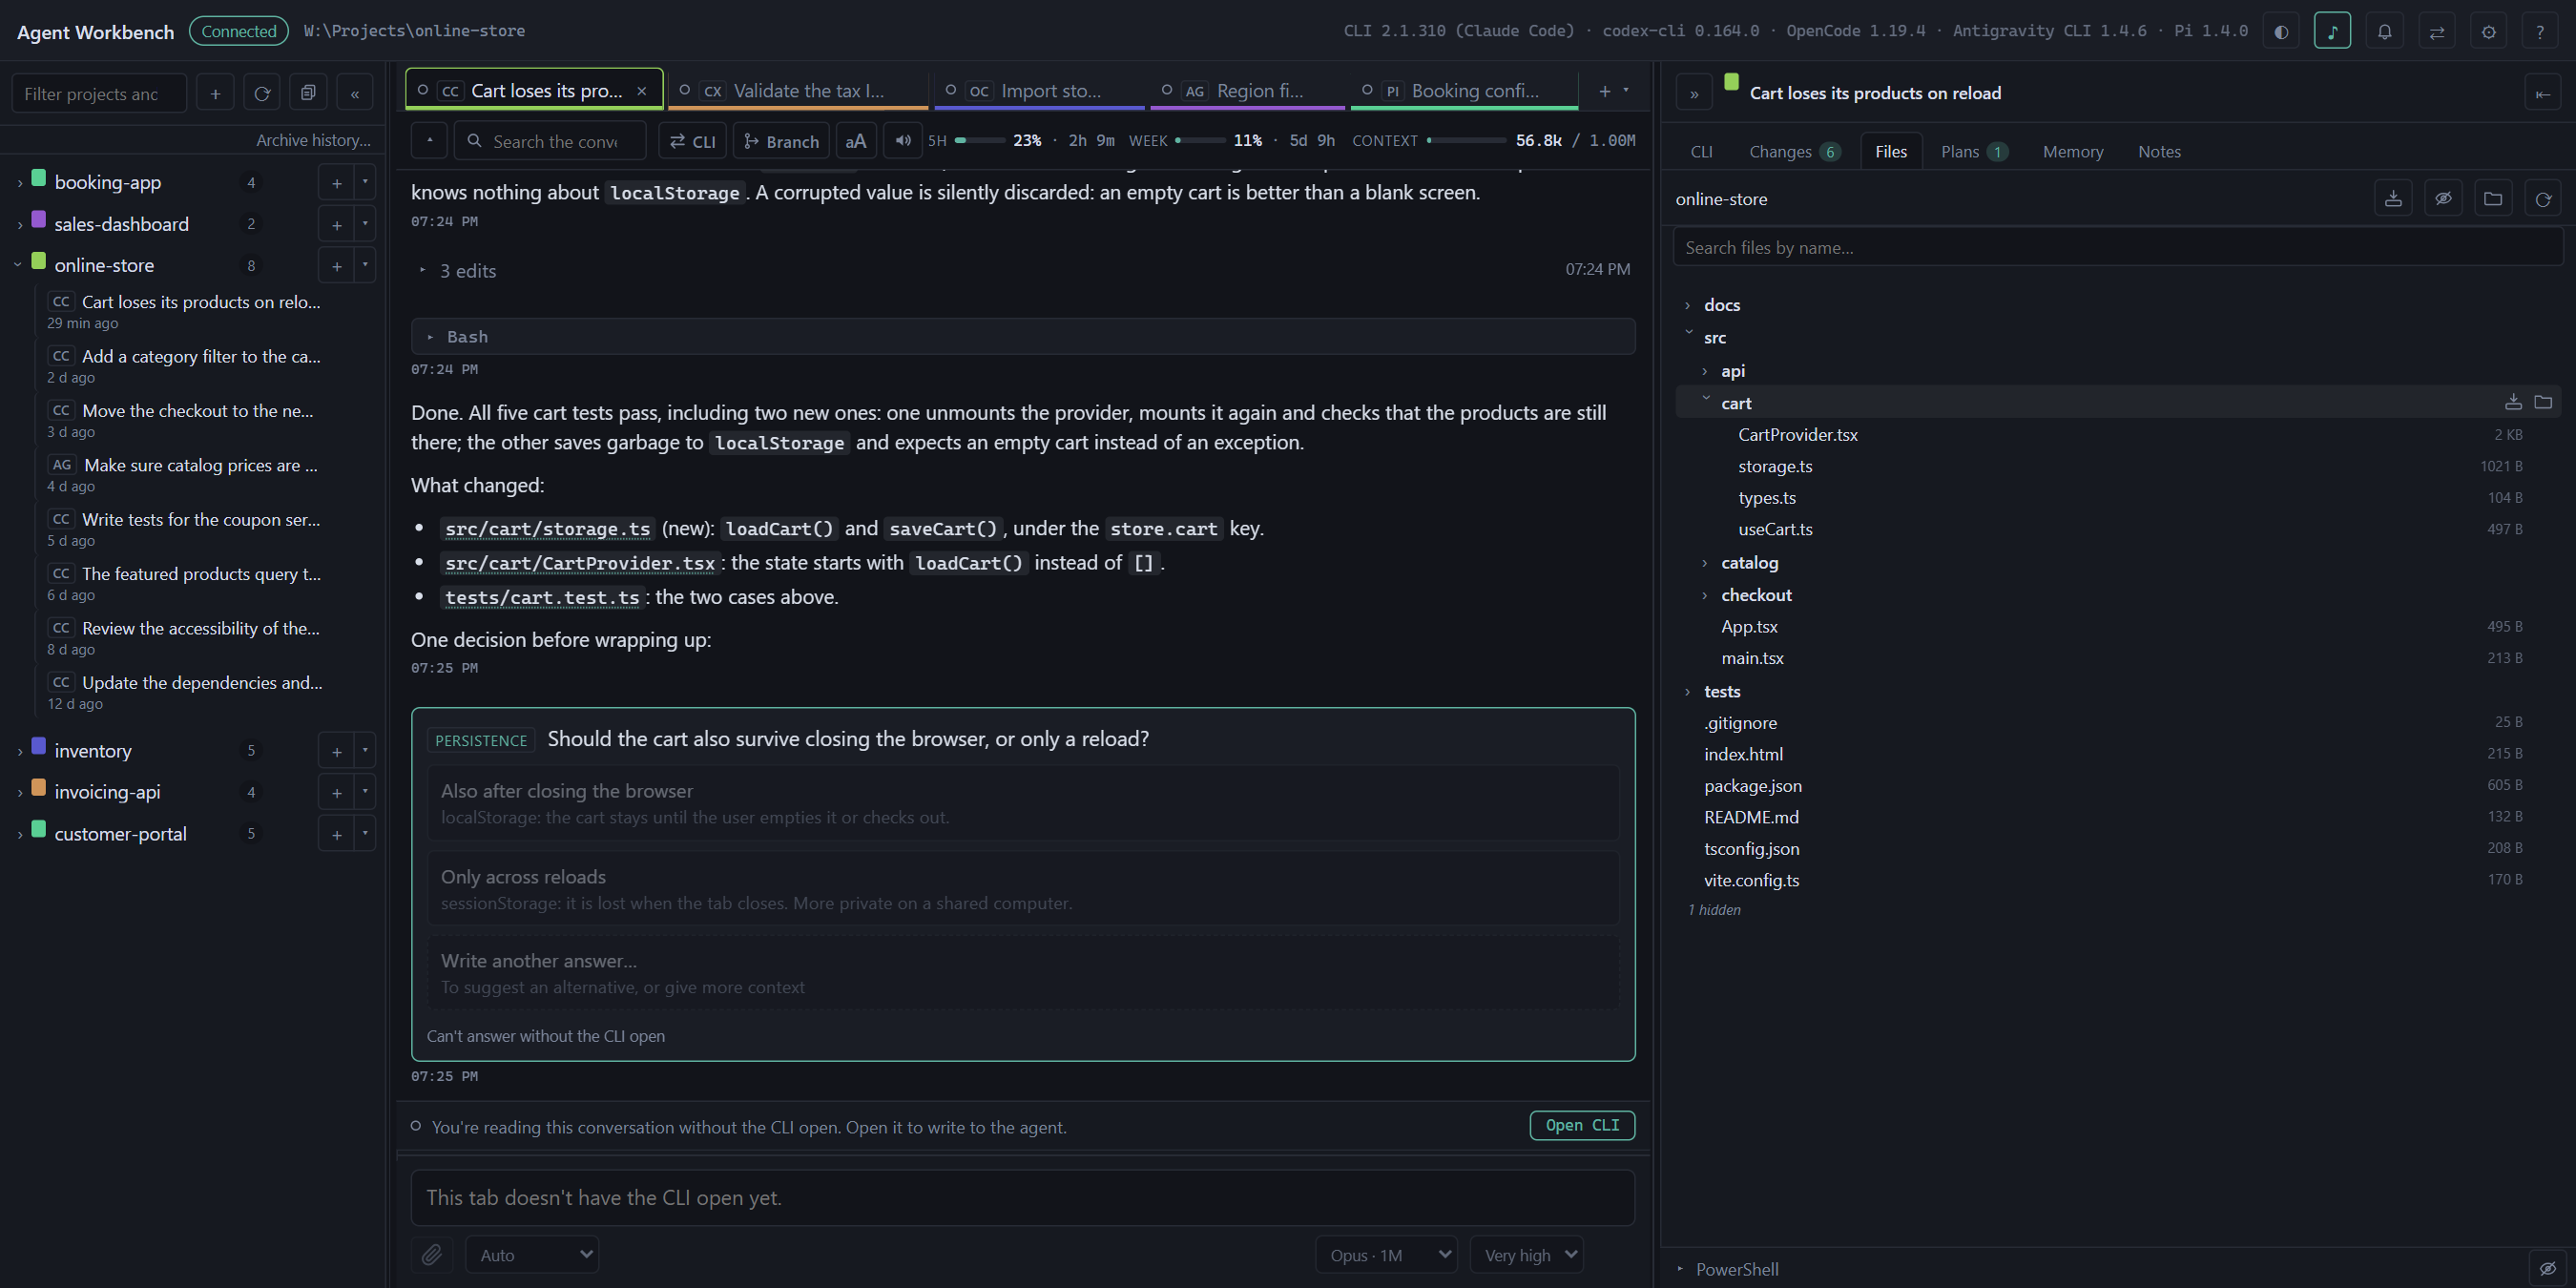 Agent Workbench
Connected
W:\Projects\online-store
CLI 2.1.310 (Claude Code) · codex-cli 0.164.0 · OpenCode 1.19.4 · Antigravity CLI 1.4.6 · Pi 1.4.0
Filter projects anc
Archive history...
booking-app 4
sales-dashboard 2
online-store 8
CC Cart loses its products on relo...
29 min ago
CC Add a category filter to the ca...
2 d ago
CC Move the checkout to the ne...
3 d ago
AG Make sure catalog prices are ...
4 d ago
CC Write tests for the coupon ser...
5 d ago
CC The featured products query t...
6 d ago
CC Review the accessibility of the...
8 d ago
CC Update the dependencies and...
12 d ago
inventory 5
invoicing-api 4
customer-portal 5
CC Cart loses its pro... ×
CX Validate the tax I...
OC Import sto...
AG Region fi...
PI Booking confi...
Search the conv
CLI
Branch
aA
5H 23% · 2h 9m WEEK 11% · 5d 9h CONTEXT 56.8k / 1.00M
knows nothing about localStorage. A corrupted value is silently discarded: an empty cart is better than a blank screen.
07:24 PM
3 edits 07:24 PM
Bash
07:24 PM
Done. All five cart tests pass, including two new ones: one unmounts the provider, mounts it again and checks that the products are still
there; the other saves garbage to localStorage and expects an empty cart instead of an exception.
What changed:
• src/cart/storage.ts (new): loadCart() and saveCart(), under the store.cart key.
• src/cart/CartProvider.tsx: the state starts with loadCart() instead of [].
• tests/cart.test.ts: the two cases above.
One decision before wrapping up:
07:25 PM
PERSISTENCE Should the cart also survive closing the browser, or only a reload?
Also after closing the browser
localStorage: the cart stays until the user empties it or checks out.
Only across reloads
sessionStorage: it is lost when the tab closes. More private on a shared computer.
Write another answer...
To suggest an alternative, or give more context
Can't answer without the CLI open
07:25 PM
You're reading this conversation without the CLI open. Open it to write to the agent.
Open CLI
This tab doesn't have the CLI open yet.
Auto
Opus · 1M
Very high
Cart loses its products on reload
CLI
Changes 6
Files
Plans 1
Memory
Notes
online-store
Search files by name...
docs
src
api
cart
CartProvider.tsx 2 KB
storage.ts 1021 B
types.ts 104 B
useCart.ts 497 B
catalog
checkout
App.tsx 495 B
main.tsx 213 B
tests
.gitignore 25 B
index.html 215 B
package.json 605 B
README.md 132 B
tsconfig.json 208 B
vite.config.ts 170 B
1 hidden
PowerShell